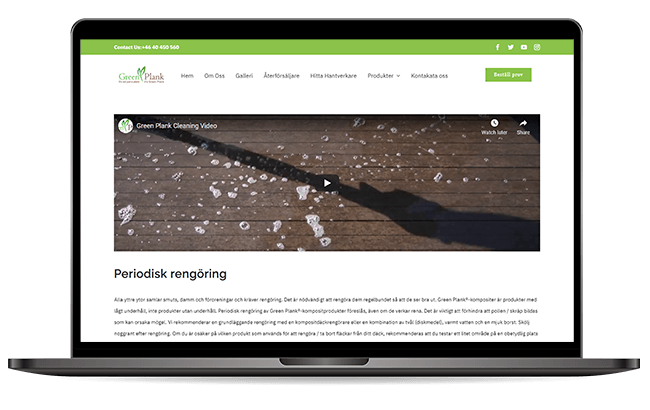 Contact Us:+46 40 450 560
Green Plank
Hem Om Oss Galleri Återförsäljare Hitta Hantverkare Produkter Kontakata oss
Beställ prov
Green Plank Cleaning Video
Watch later Share
Periodisk rengöring
Alla yttre ytor samlar smuts, damm och föroreningar och kräver rengöring. Det är nödvändigt att rengöra dem regelbundet så att de ser bra ut. Green Plank®-kompositer är produkter med
lågt underhåll, inte produkter utan underhåll. Periodisk rengöring av Green Plank®-kompositprodukter föreslås, även om de verkar rena. Det är viktigt att förhindra att pollen / skräp bildas
som kan orsaka mögel. Vi rekommenderar en grundläggande rengöring med en kompositdäckrengörare eller en kombination av tvål (diskmedel), varmt vatten och en mjuk borst. Skölj
noggrant efter rengöring. Om du är osäker på vilken produkt som används för att rengöra / ta bort fläckar från ditt däck, rekommenderas att du testar ett litet område på en obetydlig plats